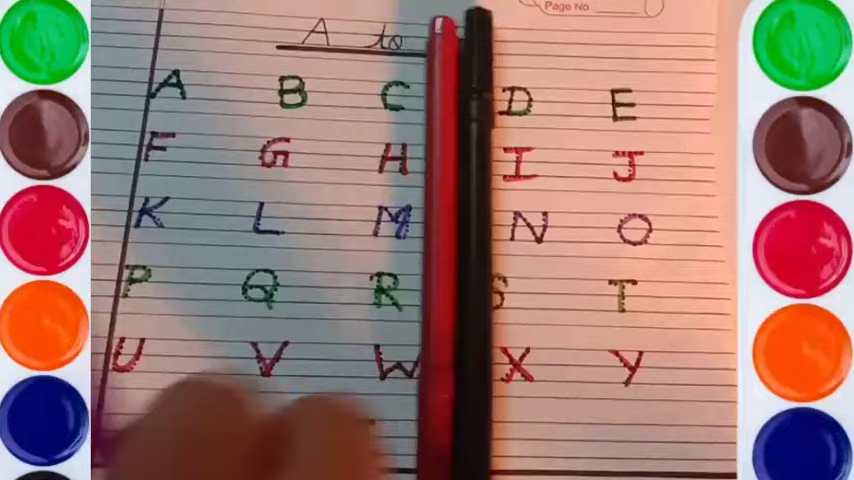 Page No
A to
A B C D E
F G H I J
K L M N O
P Q R S T
U V W X Y